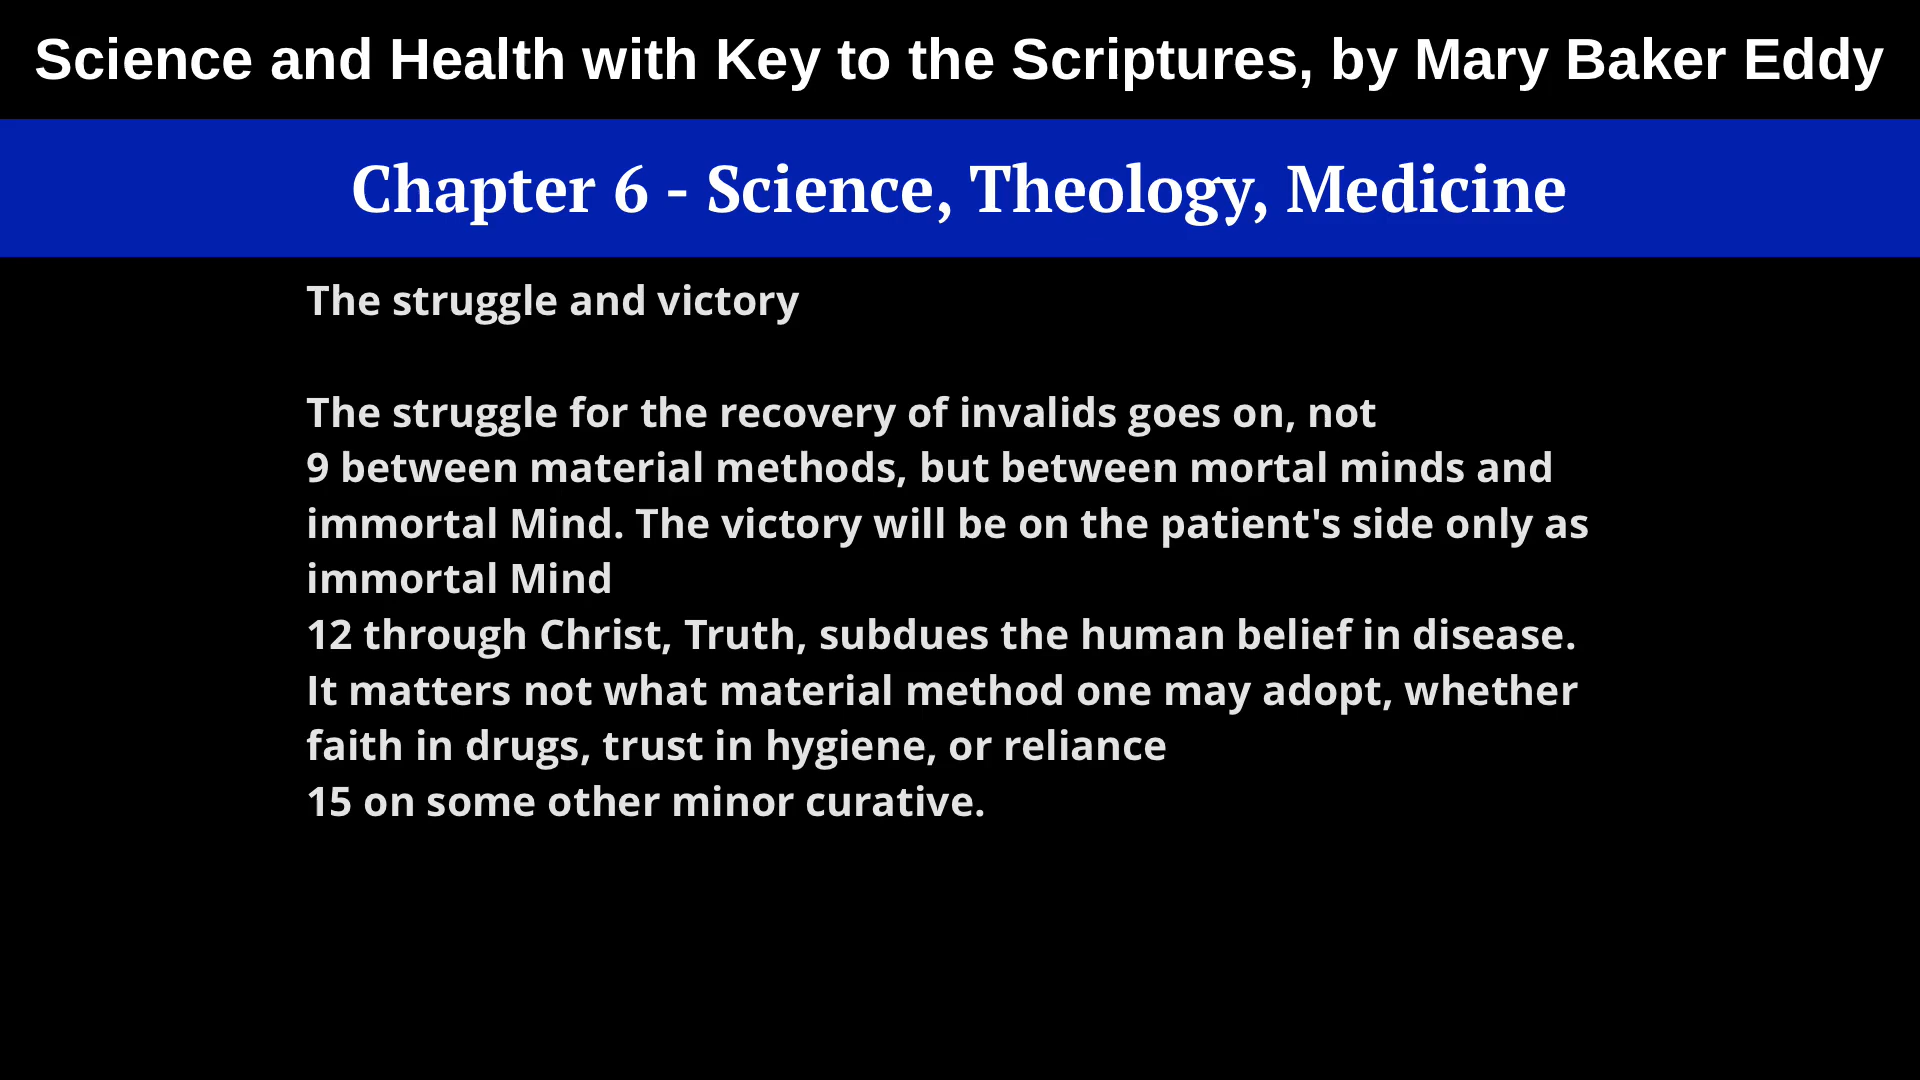 Science and Health with Key to the Scriptures, by Mary Baker Eddy
Chapter 6 - Science, Theology, Medicine
The struggle and victory
The struggle for the recovery of invalids goes on, not
9 between material methods, but between mortal minds and
immortal Mind. The victory will be on the patient's side only as
immortal Mind
12 through Christ, Truth, subdues the human belief in disease.
It matters not what material method one may adopt, whether
faith in drugs, trust in hygiene, or reliance
15 on some other minor curative.